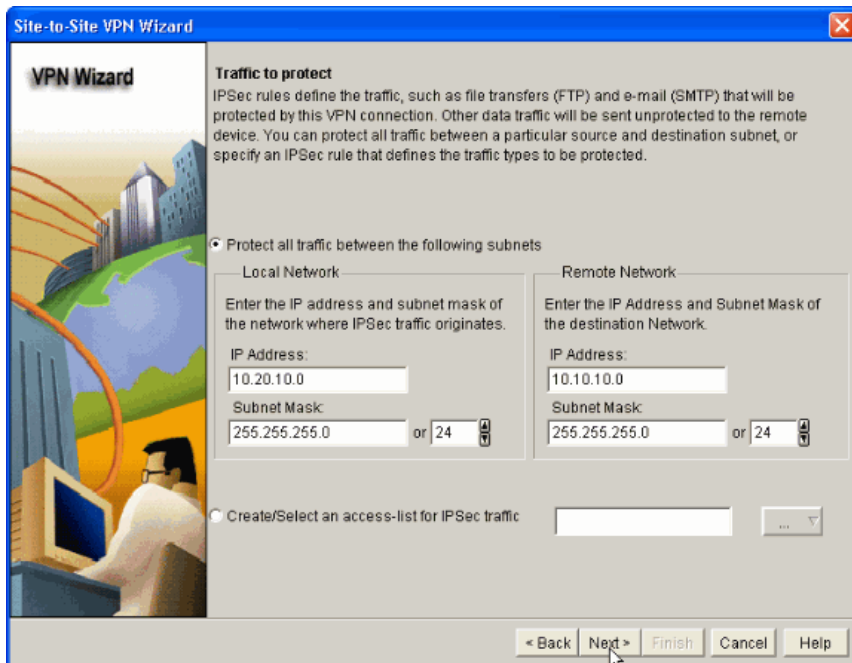 Site-to-Site VPN Wizard
VPN Wizard
Traffic to protect
IPSec rules define the traffic, such as file transfers (FTP) and e-mail (SMTP) that will be
protected by this VPN connection. Other data traffic will be sent unprotected to the remote
device. You can protect all traffic between a particular source and destination subnet, or
specify an IPSec rule that defines the traffic types to be protected.
Protect all traffic between the following subnets
Local Network
Enter the IP address and subnet mask of
the network where IPSec traffic originates.
IP Address:
10.20.10.0
Subnet Mask:
255.255.255.0 or 24
Remote Network
Enter the IP Address and Subnet Mask of
the destination Network.
IP Address:
10.10.10.0
Subnet Mask:
255.255.255.0 or 24
Create/Select an access-list for IPSec traffic
...
< Back Next > Finish Cancel Help